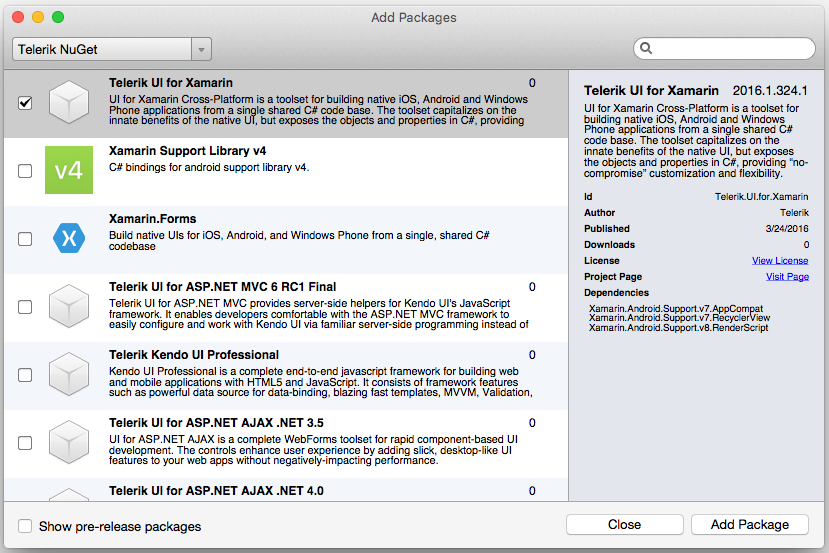 Add Packages
Telerik NuGet
Telerik UI for Xamarin 0
UI for Xamarin Cross-Platform is a toolset for building native iOS, Android and Windows
Phone applications from a single shared C# code base. The toolset capitalizes on the
innate benefits of the native UI, but exposes the objects and properties in C#, providing
v4
Xamarin Support Library v4
C# bindings for android support library v4.
X
Xamarin.Forms
Build native UIs for iOS, Android, and Windows Phone from a single, shared C#
codebase
Telerik UI for ASP.NET MVC 6 RC1 Final 0
Telerik UI for ASP.NET MVC provides server-side helpers for Kendo UI's JavaScript
framework. It enables developers comfortable with the ASP.NET MVC framework to
easily configure and work with Kendo UI via familiar server-side programming instead of
Telerik Kendo UI Professional 0
Kendo UI Professional is a complete end-to-end javascript framework for building web
and mobile applications with HTML5 and JavaScript. It consists of framework features
such as powerful data source for data-binding, blazing fast templates, MVVM, Validation,
Telerik UI for ASP.NET AJAX .NET 3.5 0
UI for ASP.NET AJAX is a complete WebForms toolset for rapid component-based UI
development. The controls enhance user experience by adding slick, desktop-like UI
features to your web apps without negatively-impacting performance.
Telerik UI for ASP.NET AJAX .NET 4.0 0
Telerik UI for Xamarin 2016.1.324.1
UI for Xamarin Cross-Platform is a toolset for
building native iOS, Android and Windows
Phone applications from a single shared C#
code base. The toolset capitalizes on the
innate benefits of the native UI, but exposes
the objects and properties in C#, providing “no-
compromise” customization and flexibility.
Id Telerik.UI.for.Xamarin
Author Telerik
Published 3/24/2016
Downloads 0
License View License
Project Page Visit Page
Dependencies
Xamarin.Android.Support.v7.AppCompat
Xamarin.Android.Support.v7.RecyclerView
Xamarin.Android.Support.v8.RenderScript
Show pre-release packages
Close
Add Package